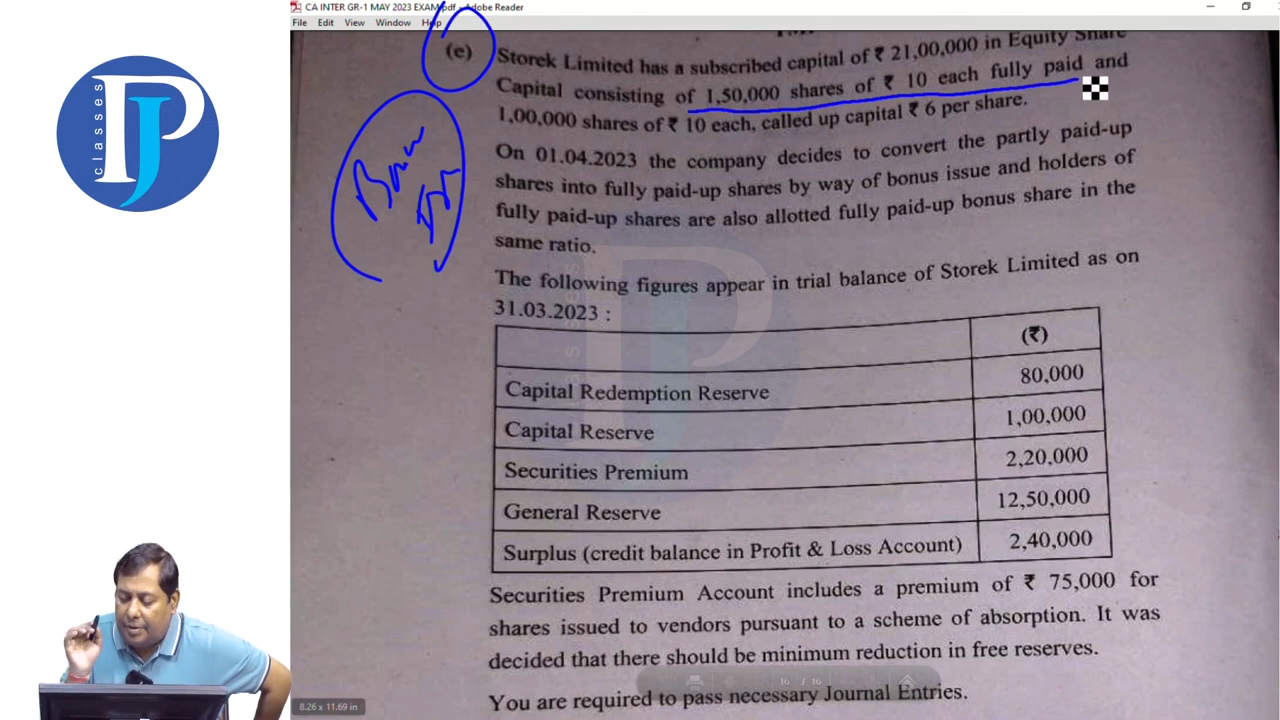 CA INTER GR-1 MAY 2023 EXAM.pdf - Adobe Reader
File Edit View Window Help
PJ
classes
(e) Storek Limited has a subscribed capital of ₹ 21,00,000 in Equity Share
Capital consisting of 1,50,000 shares of ₹ 10 each fully paid and
1,00,000 shares of ₹ 10 each, called up capital ₹ 6 per share.
On 01.04.2023 the company decides to convert the partly paid-up
shares into fully paid-up shares by way of bonus issue and holders of
fully paid-up shares are also allotted fully paid-up bonus share in the
same ratio.
The following figures appear in trial balance of Storek Limited as on
31.03.2023 :
(₹)
Capital Redemption Reserve 80,000
Capital Reserve 1,00,000
Securities Premium 2,20,000
General Reserve 12,50,000
Surplus (credit balance in Profit & Loss Account) 2,40,000
Securities Premium Account includes a premium of ₹ 75,000 for
shares issued to vendors pursuant to a scheme of absorption. It was
decided that there should be minimum reduction in free reserves.
You are required to pass necessary Journal Entries.
16 / 16
8.26 x 11.69 in